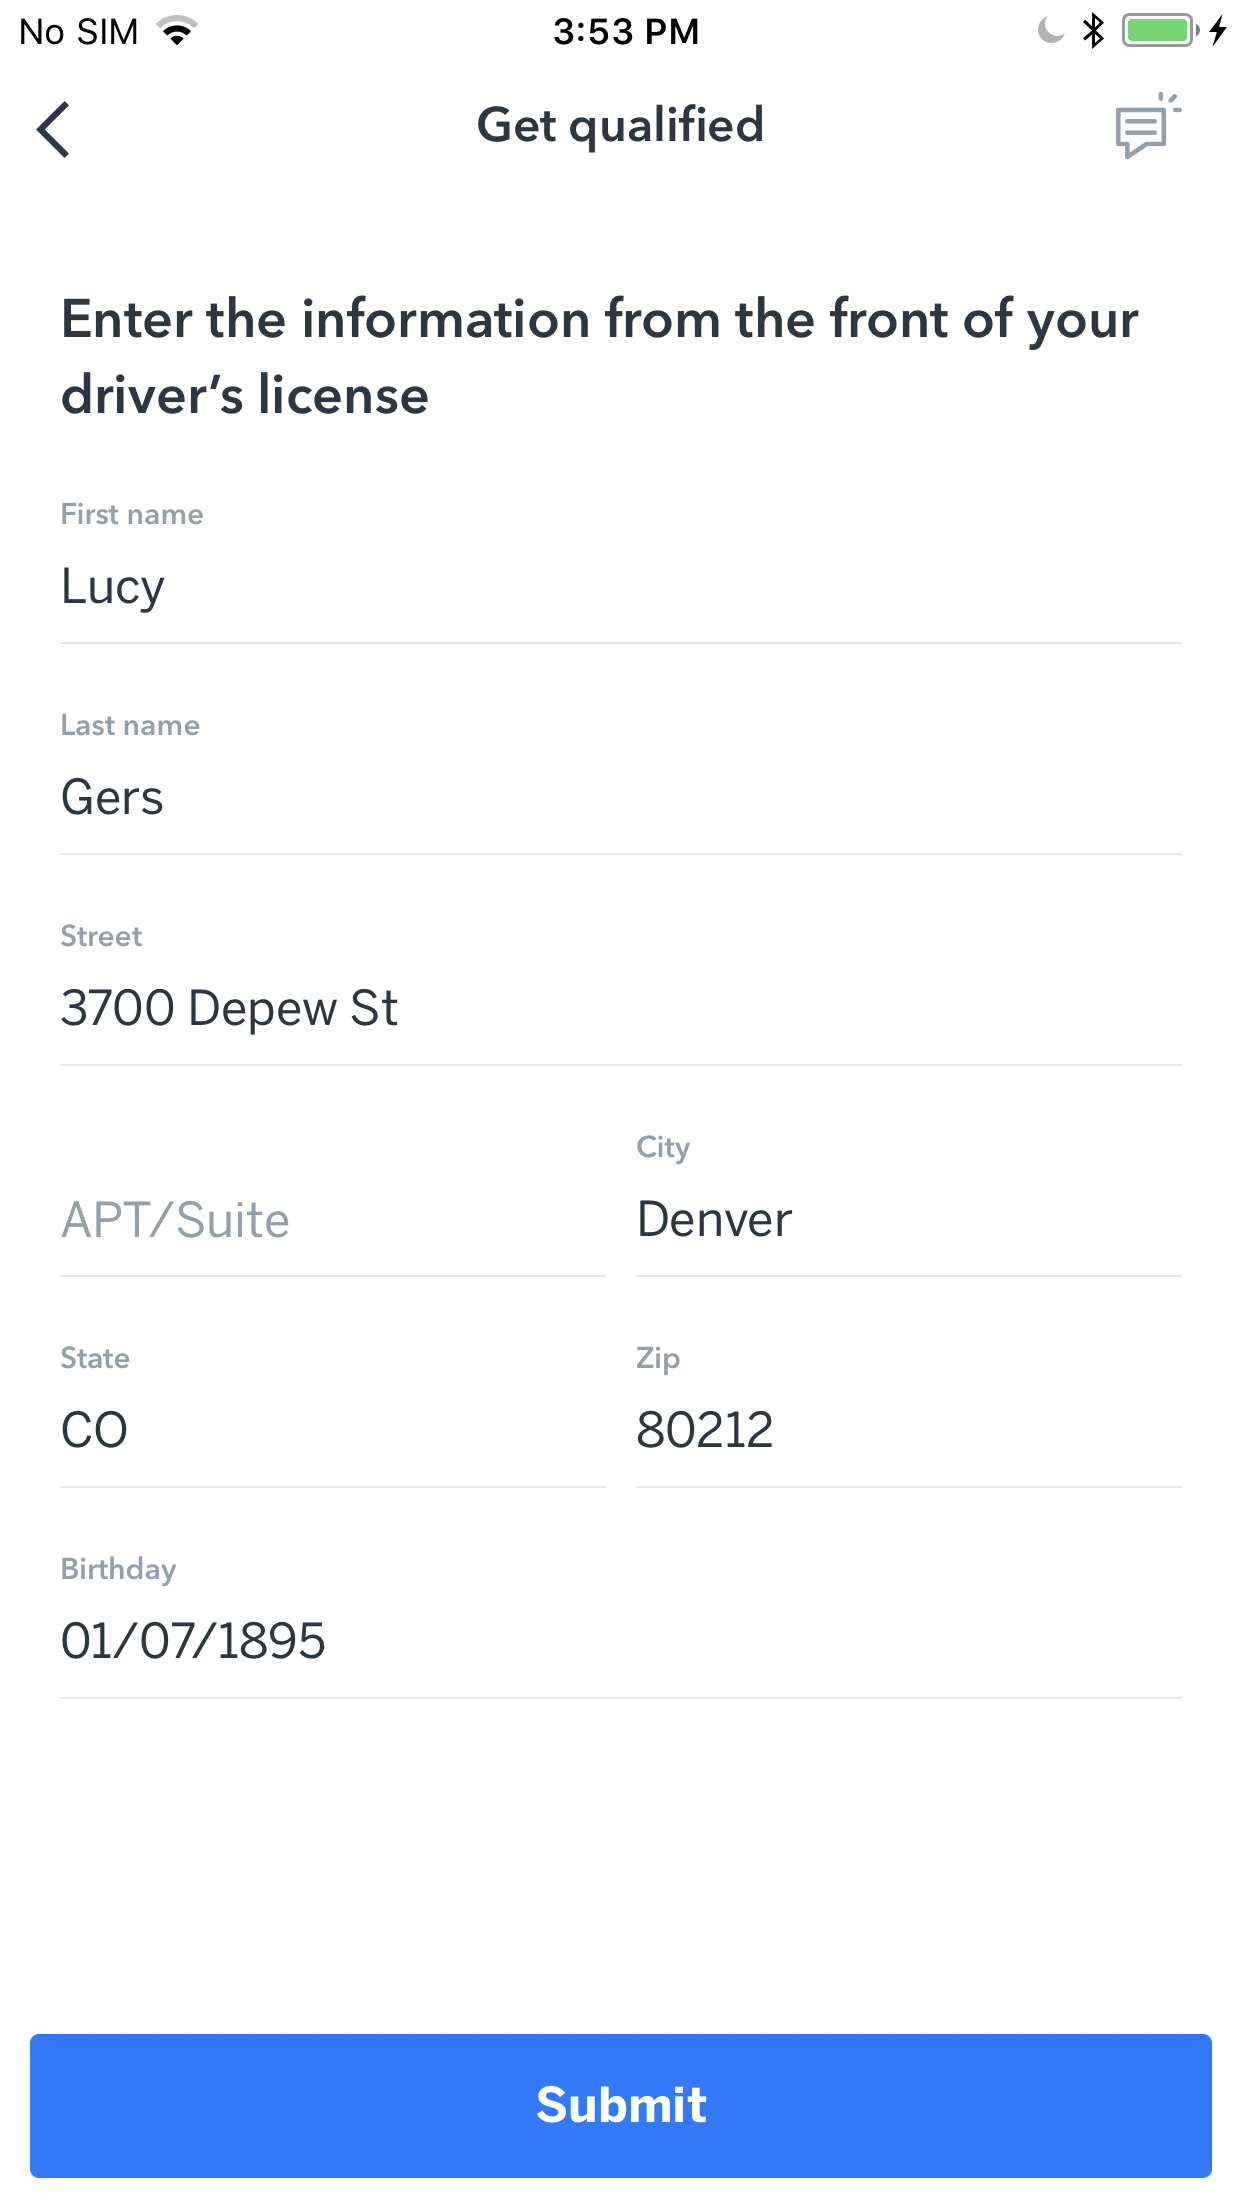 No SIM 3:53 PM
Get qualified
Enter the information from the front of your
driver’s license
First name
Lucy
Last name
Gers
Street
3700 Depew St
City
APT/Suite Denver
State Zip
CO 80212
Birthday
01/07/1895
Submit